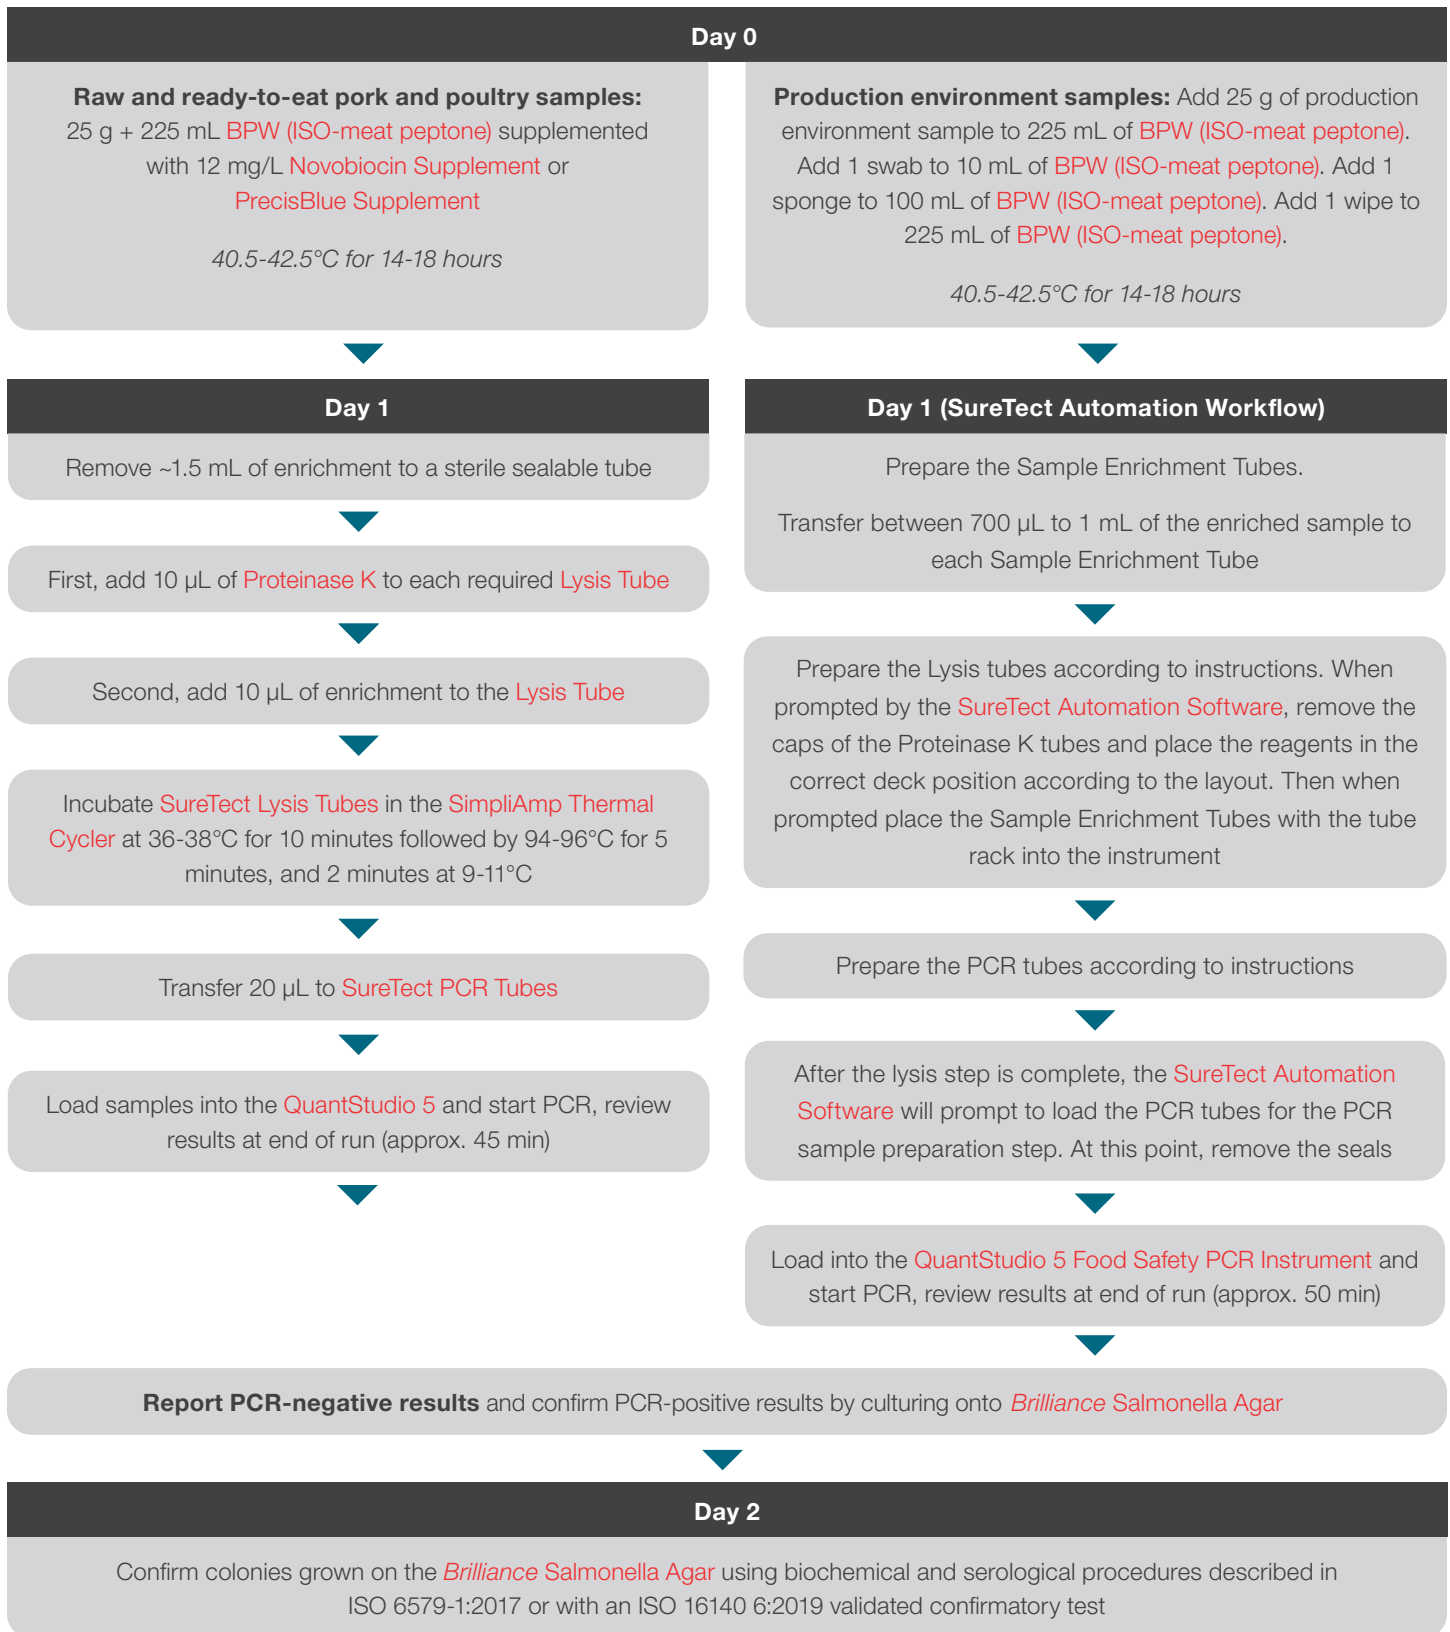 Day 0
Raw and ready-to-eat pork and poultry samples:
25 g + 225 mL BPW (ISO-meat peptone) supplemented
with 12 mg/L Novobiocin Supplement or
PrecisBlue Supplement
40.5-42.5°C for 14-18 hours
Production environment samples: Add 25 g of production
environment sample to 225 mL of BPW (ISO-meat peptone).
Add 1 swab to 10 mL of BPW (ISO-meat peptone). Add 1
sponge to 100 mL of BPW (ISO-meat peptone). Add 1 wipe to
225 mL of BPW (ISO-meat peptone).
40.5-42.5°C for 14-18 hours
Day 1
Remove ~1.5 mL of enrichment to a sterile sealable tube
First, add 10 µL of Proteinase K to each required Lysis Tube
Second, add 10 µL of enrichment to the Lysis Tube
Incubate SureTect Lysis Tubes in the SimpliAmp Thermal
Cycler at 36-38°C for 10 minutes followed by 94-96°C for 5
minutes, and 2 minutes at 9-11°C
Transfer 20 µL to SureTect PCR Tubes
Load samples into the QuantStudio 5 and start PCR, review
results at end of run (approx. 45 min)
Day 1 (SureTect Automation Workflow)
Prepare the Sample Enrichment Tubes.
Transfer between 700 µL to 1 mL of the enriched sample to
each Sample Enrichment Tube
Prepare the Lysis tubes according to instructions. When
prompted by the SureTect Automation Software, remove the
caps of the Proteinase K tubes and place the reagents in the
correct deck position according to the layout. Then when
prompted place the Sample Enrichment Tubes with the tube
rack into the instrument
Prepare the PCR tubes according to instructions
After the lysis step is complete, the SureTect Automation
Software will prompt to load the PCR tubes for the PCR
sample preparation step. At this point, remove the seals
Load into the QuantStudio 5 Food Safety PCR Instrument and
start PCR, review results at end of run (approx. 50 min)
Report PCR-negative results and confirm PCR-positive results by culturing onto Brilliance Salmonella Agar
Day 2
Confirm colonies grown on the Brilliance Salmonella Agar using biochemical and serological procedures described in
ISO 6579-1:2017 or with an ISO 16140 6:2019 validated confirmatory test